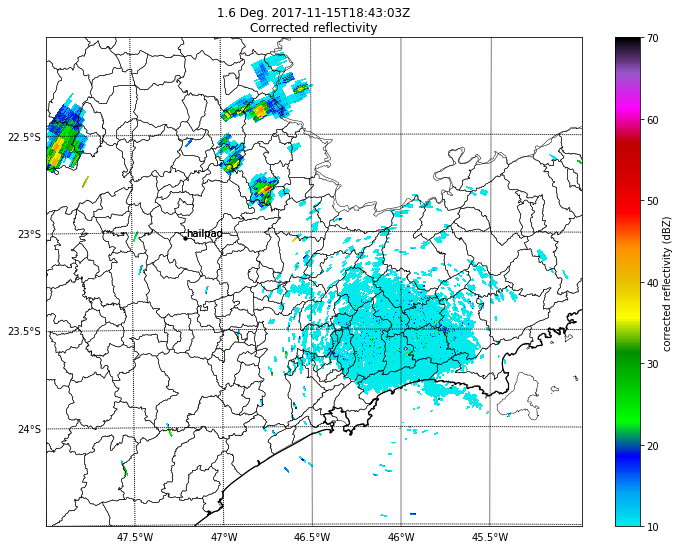 1.6 Deg. 2017-11-15T18:43:03Z
Corrected reflectivity
70
60
50
40
30
20
10
corrected reflectivity (dBZ)
22.5°S
23°S
23.5°S
24°S
hailpad
47.5°W
47°W
46.5°W
46°W
45.5°W